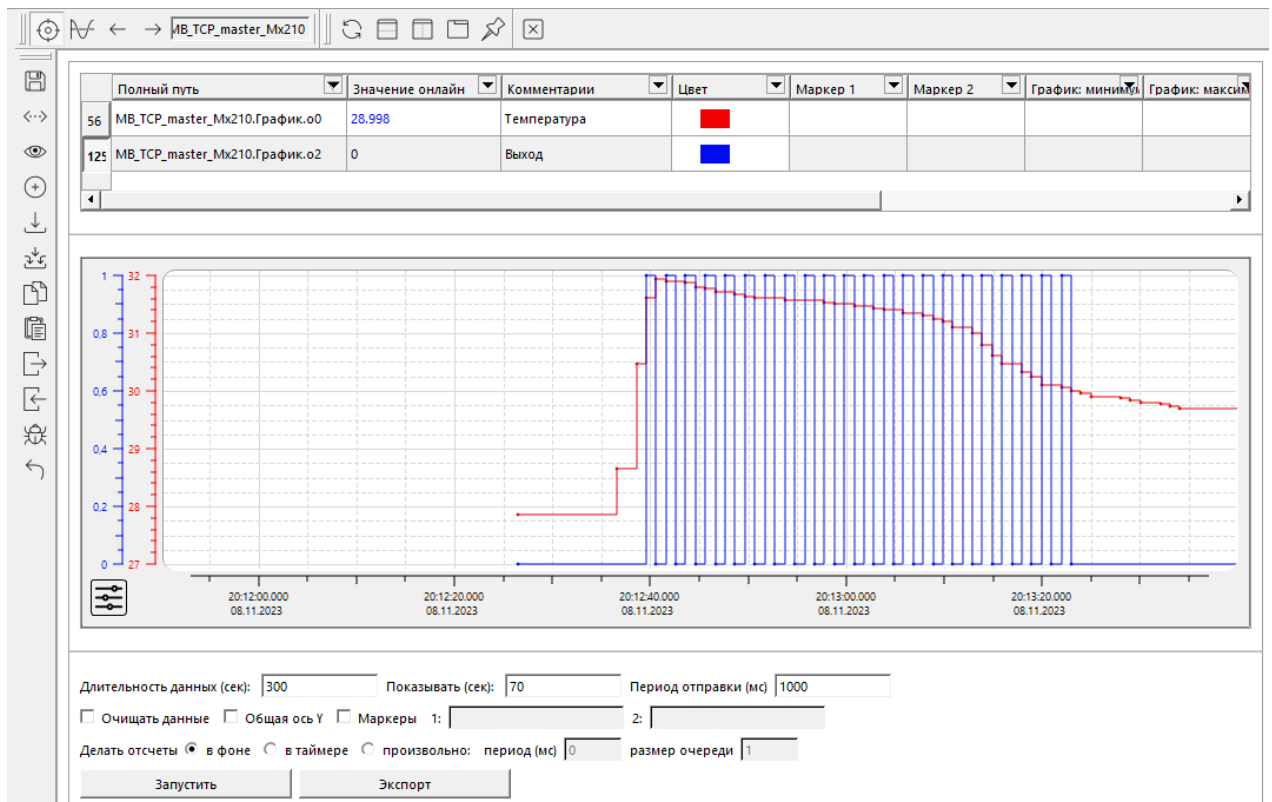 MB_TCP_master_Mx210
Полный путь Значение онлайн Комментарии Цвет Маркер 1 Маркер 2 График: миниму График: максим
56 MB_TCP_master_Mx210.График.o0 28.998 Температура
125 MB_TCP_master_Mx210.График.o2 0 Выход
1 32
0,8 31
0,6 30
0,4 29
0,2 28
0 27
20:12:00.000 20:12:20.000 20:12:40.000 20:13:00.000 20:13:20.000
08.11.2023 08.11.2023 08.11.2023 08.11.2023 08.11.2023
Длительность данных (сек): 300 Показывать (сек): 70 Период отправки (мс) 1000
Очищать данные Общая ось Y Маркеры 1: 2:
Делать отсчеты в фоне в таймере произвольно: период (мс) 0 размер очереди 1
Запустить Экспорт